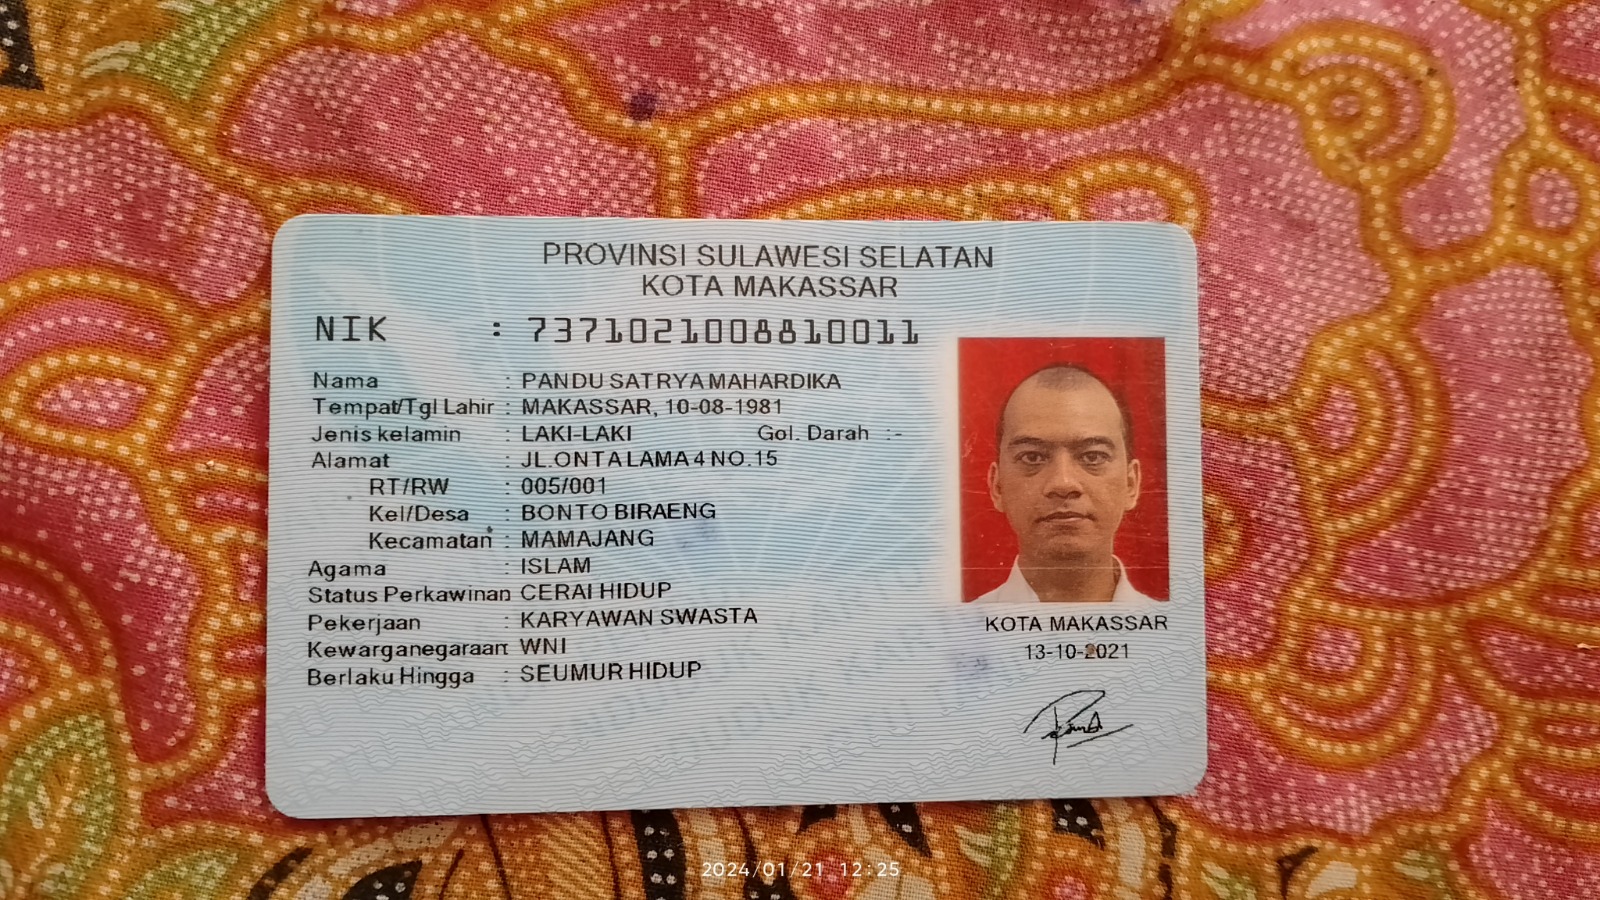 PROVINSI SULAWESI SELATAN
KOTA MAKASSAR
NIK : 7371021008810011
Nama : PANDU SATRYA MAHARDIKA
Tempat/Tgl Lahir : MAKASSAR, 10-08-1981
Jenis kelamin : LAKI-LAKI Gol. Darah :-
Alamat : JL.ONTA LAMA 4 NO.15
RT/RW : 005/001
Kel/Desa : BONTO BIRAENG
Kecamatan : MAMAJANG
Agama : ISLAM
Status Perkawinan CERAI HIDUP
Pekerjaan : KARYAWAN SWASTA
Kewarganegaraan: WNI
Berlaku Hingga : SEUMUR HIDUP
KOTA MAKASSAR
13-10-2021
2024/01/21 12:25